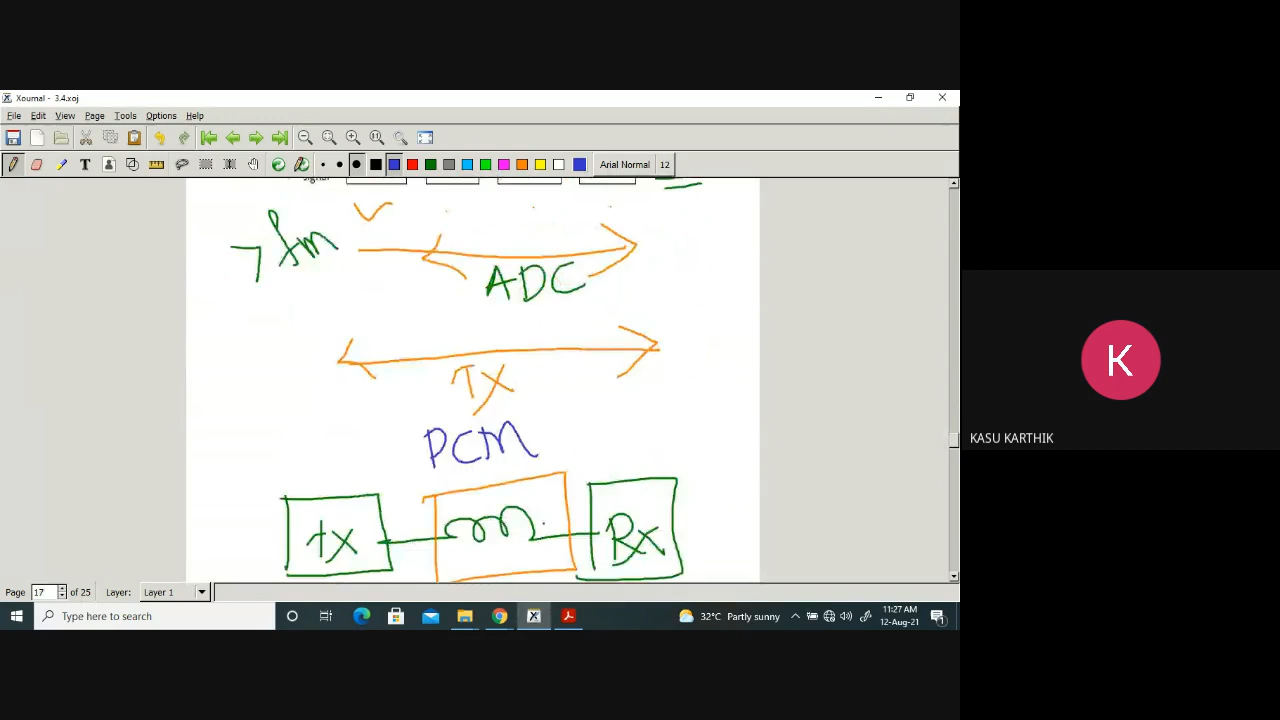 Xournal - 3.4.xoj
File Edit View Page Tools Options Help
Arial Normal 12
fm
ADC
TX
PCM
tx Rx
Page 17 of 25 Layer: Layer 1
Type here to search
32°C Partly sunny
11:27 AM
12-Aug-21
1
K
KASU KARTHIK